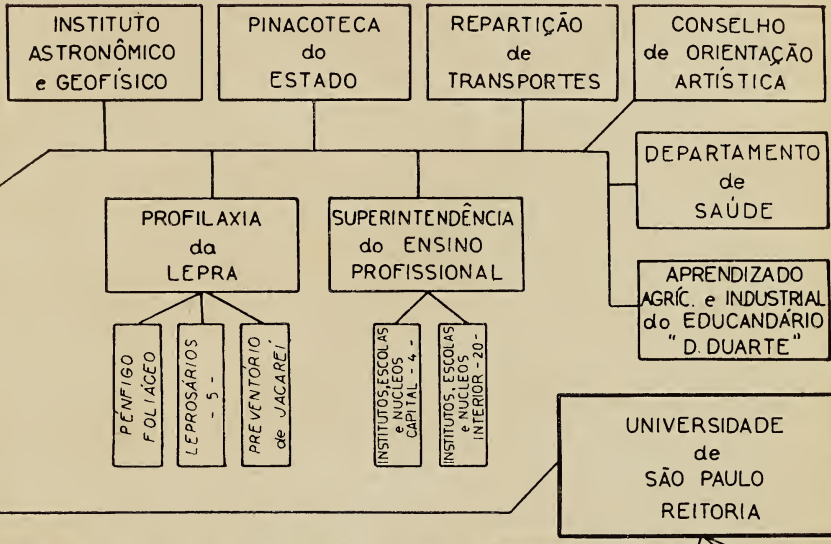 INSTITUTO
ASTRONÔMICO
e GEOFÍSICO
PINACOTECA
do
ESTADO
REPARTIÇÃO
de
TRANSPORTES
CONSELHO
de ORIENTAÇÃO
ARTÍSTICA
DEPARTAMENTO
de
SAÚDE
PROFILAXIA
da
LEPRA
SUPERINTENDÊNCIA
do ENSINO
PROFISSIONAL
APRENDIZADO
AGRÍC. e INDUSTRIAL
do EDUCANDÁRIO
"D. DUARTE"
PÊNFIGO
FOLIÁCEO
LEPROSÁRIOS
- 5 -
PREVENTÓRIO
de JACAREÍ
INSTITUTOS, ESCOLAS
e NÚCLEOS
CAPITAL - 4 -
INSTITUTOS, ESCOLAS
e NÚCLEOS
INTERIOR -20-
UNIVERSIDADE
de
SÃO PAULO
REITORIA